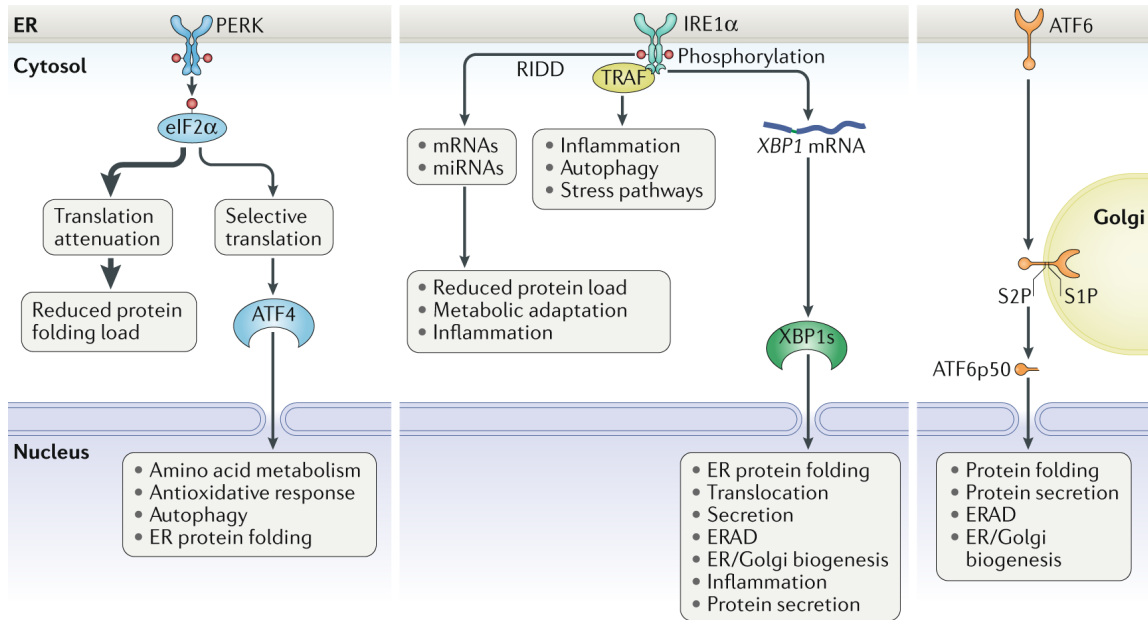 ER
PERK
Cytosol
eIF2α
Translation
attenuation
Selective
translation
Reduced protein
folding load
ATF4
Nucleus
• Amino acid metabolism
• Antioxidative response
• Autophagy
• ER protein folding
IRE1α
RIDD
Phosphorylation
TRAF
• mRNAs
• miRNAs
• Inflammation
• Autophagy
• Stress pathways
XBP1 mRNA
• Reduced protein load
• Metabolic adaptation
• Inflammation
XBP1s
• ER protein folding
• Translocation
• Secretion
• ERAD
• ER/Golgi biogenesis
• Inflammation
• Protein secretion
ATF6
Golgi
S2P
S1P
ATF6p50
• Protein folding
• Protein secretion
• ERAD
• ER/Golgi
biogenesis